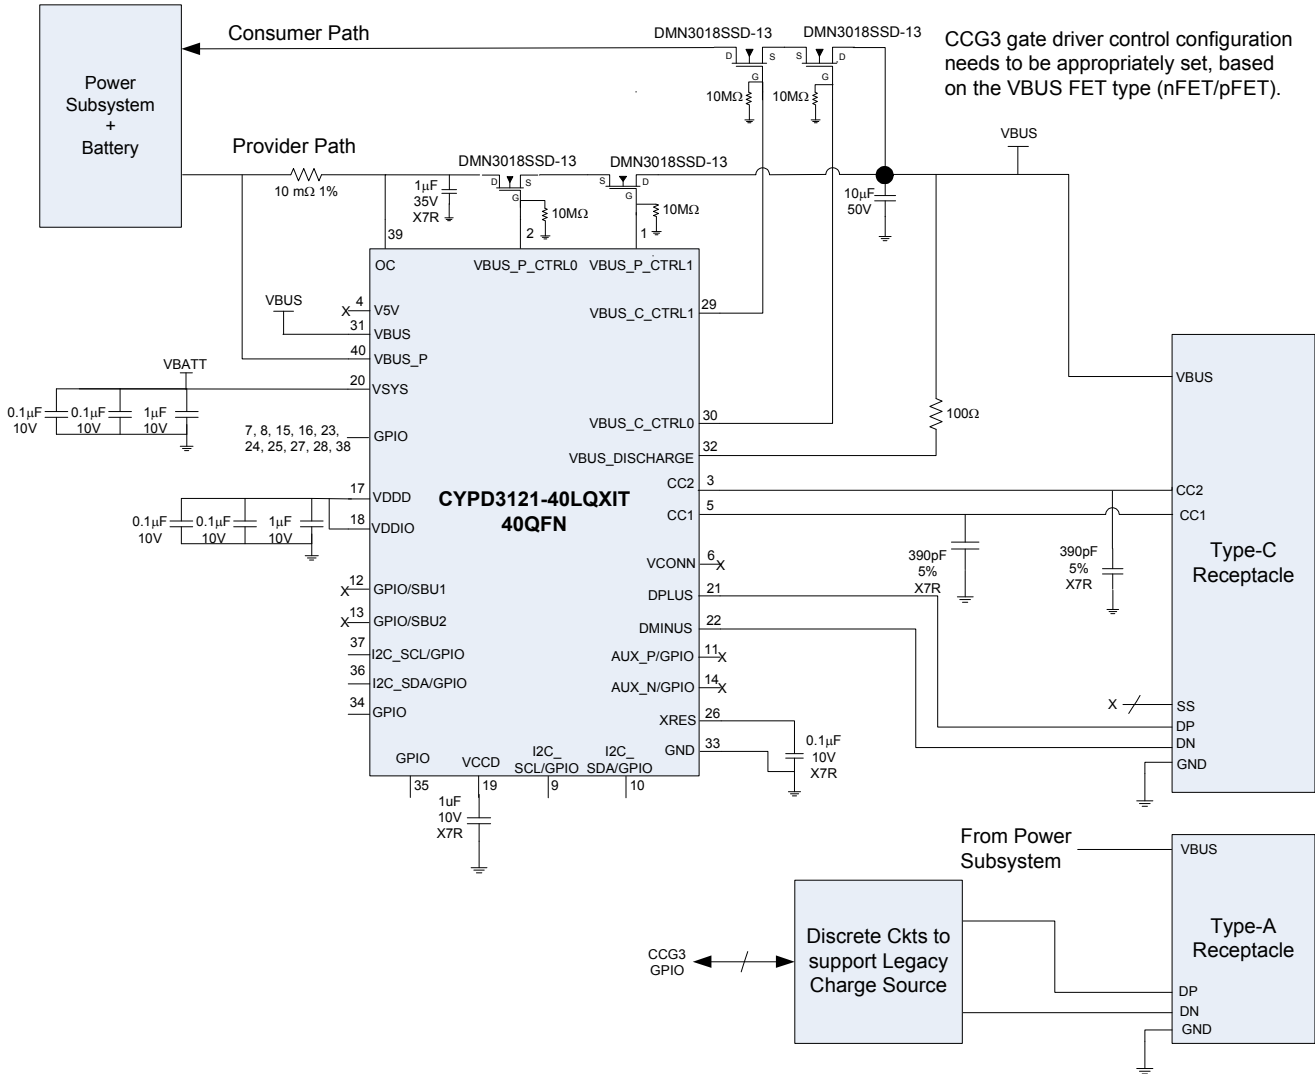 Consumer Path
DMN3018SSD-13
DMN3018SSD-13
CCG3 gate driver control configuration
needs to be appropriately set, based
on the VBUS FET type (nFET/pFET).
D
S
G
S
D
G
10MΩ
10MΩ
Power
Subsystem
+
Battery
VBUS
Provider Path
DMN3018SSD-13
DMN3018SSD-13
10 mΩ 1%
1μF
35V
X7R
D
S
G
S
D
G
10MΩ
10MΩ
10μF
50V
39
2
1
OC
VBUS_P_CTRL0
VBUS_P_CTRL1
VBUS
X
4
V5V
31
VBUS
40
VBUS_P
VBATT
20
VSYS
0.1μF
10V
0.1μF
10V
1μF
10V
7, 8, 15, 16, 23,
24, 25, 27, 28, 38
GPIO
17
VDDD
18
VDDIO
0.1μF
10V
0.1μF
10V
1μF
10V
X
12
GPIO/SBU1
X
13
GPIO/SBU2
37
I2C_SCL/GPIO
36
I2C_SDA/GPIO
34
GPIO
CYPD3121-40LQXIT
40QFN
VBUS_C_CTRL1
29
VBUS_C_CTRL0
30
VBUS_DISCHARGE
32
100Ω
CC2
3
CC1
5
VCONN
6
X
DPLUS
21
DMINUS
22
AUX_P/GPIO
11
X
AUX_N/GPIO
14
X
XRES
26
GND
33
0.1μF
10V
X7R
390pF
5%
X7R
390pF
5%
X7R
GPIO
35
VCCD
19
I2C_
SCL/GPIO
9
I2C_
SDA/GPIO
10
1uF
10V
X7R
VBUS
CC2
CC1
Type-C
Receptacle
X
SS
DP
DN
GND
From Power
Subsystem
VBUS
Type-A
Receptacle
DP
DN
GND
CCG3
GPIO
Discrete Ckts to
support Legacy
Charge Source